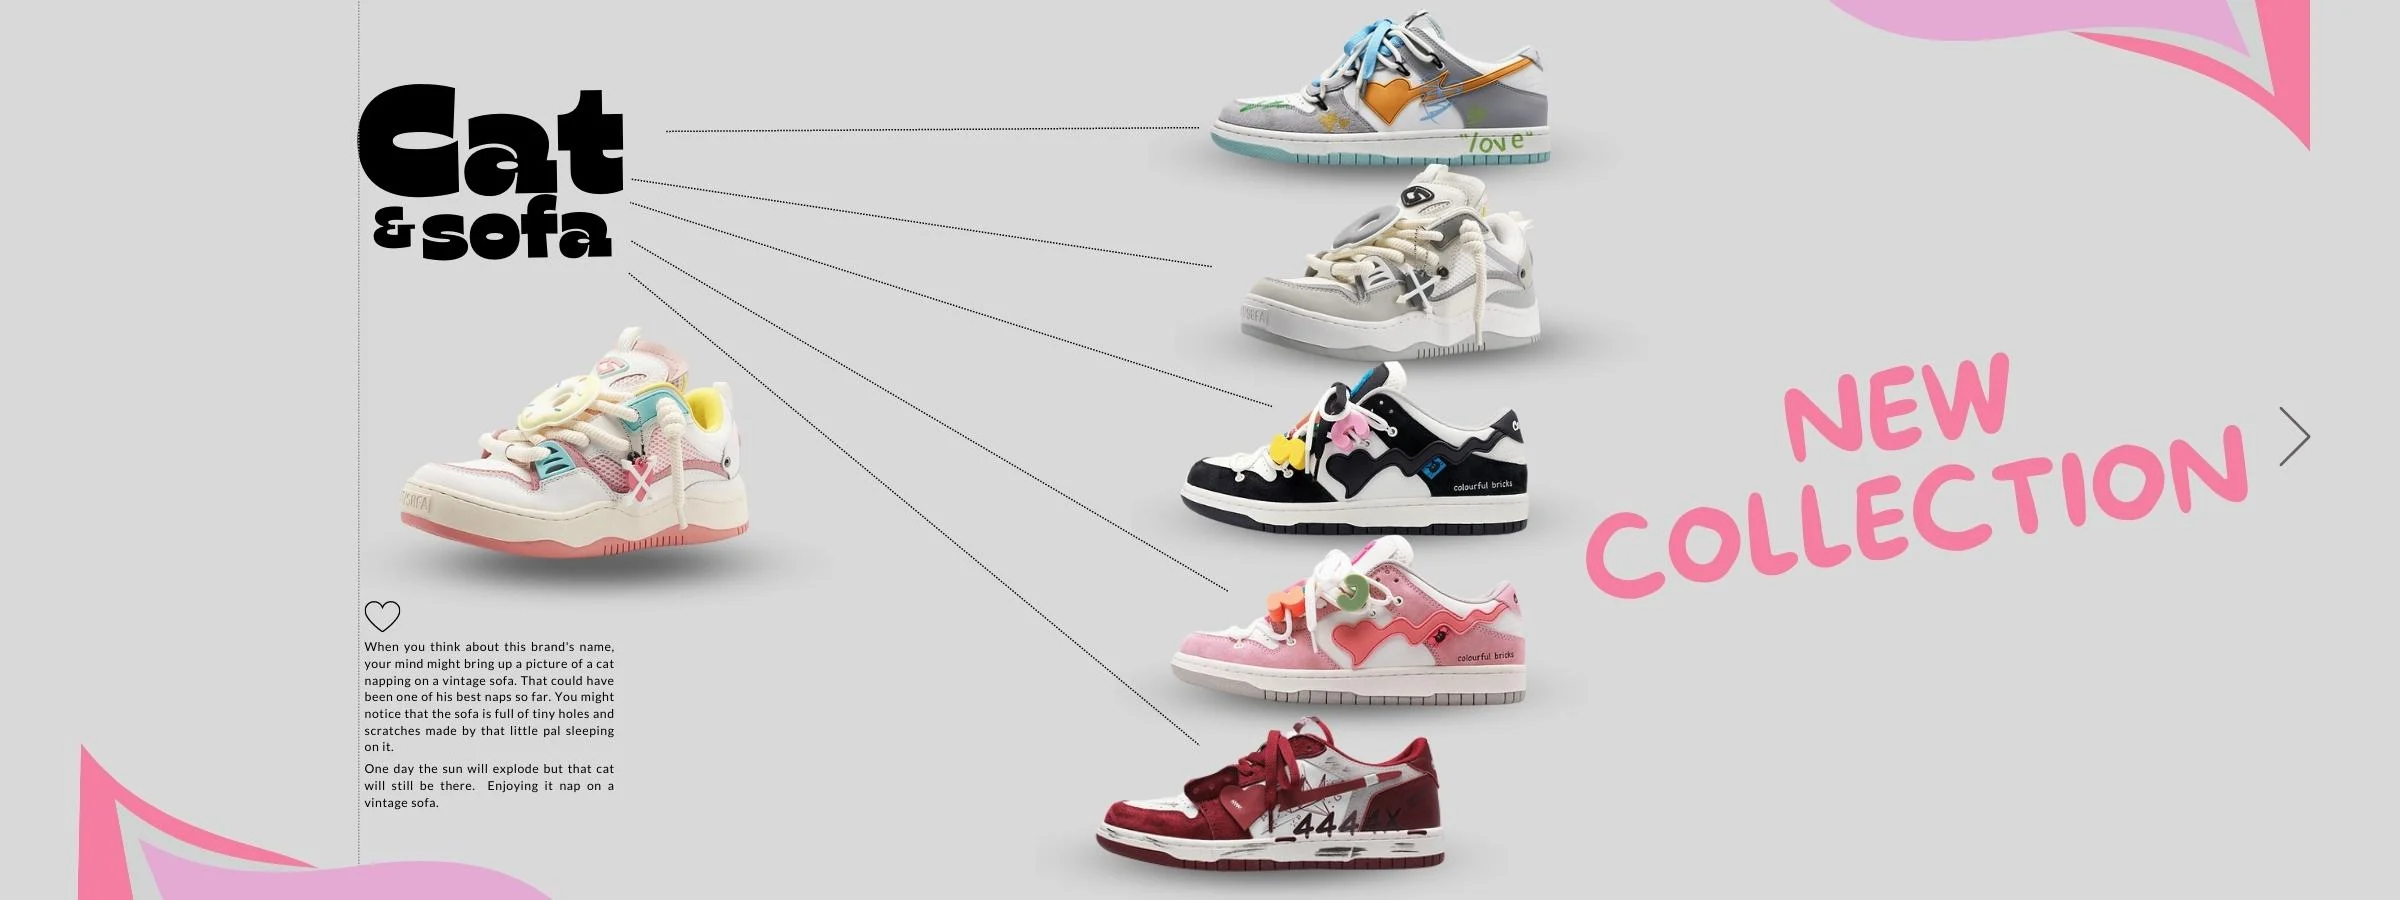 Cat
& sofa
"love"
colourful bricks
NEW
COLLECTION
colourful bricks
When you think about this brand's name,
your mind might bring up a picture of a cat
napping on a vintage sofa. That could have
been one of his best naps so far. You might
notice that the sofa is full of tiny holes and
scratches made by that little pal sleeping
on it.
One day the sun will explode but that cat
will still be there. Enjoying it nap on a
vintage sofa.
4444X